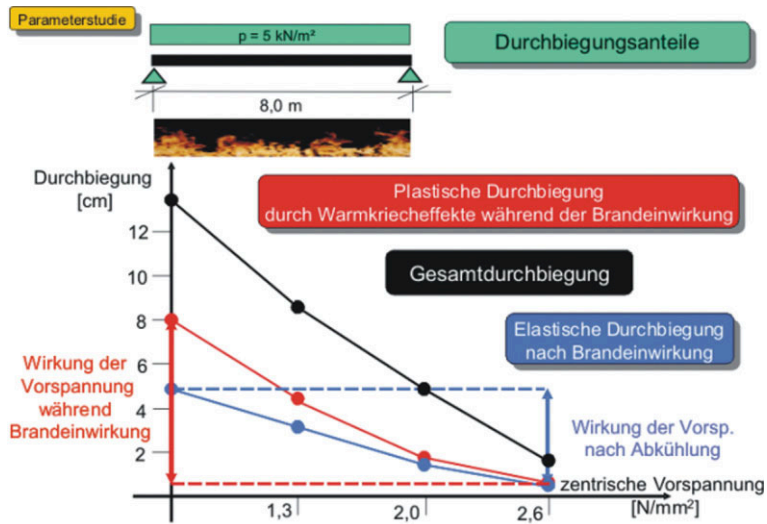 Parameterstudie
p = 5 kN/m²
Durchbiegungsanteile
8,0 m
Durchbiegung
[cm]
Plastische Durchbiegung
durch Warmkriecheffekte während der Brandeinwirkung
12
Gesamtdurchbiegung
10
8
Elastische Durchbiegung
nach Brandeinwirkung
6
Wirkung der
Vorspannung
während
Brandeinwirkung
4
Wirkung der Vorsp.
nach Abkühlung
2
zentrische Vorspannung
[N/mm²]
1,3
2,0
2,6